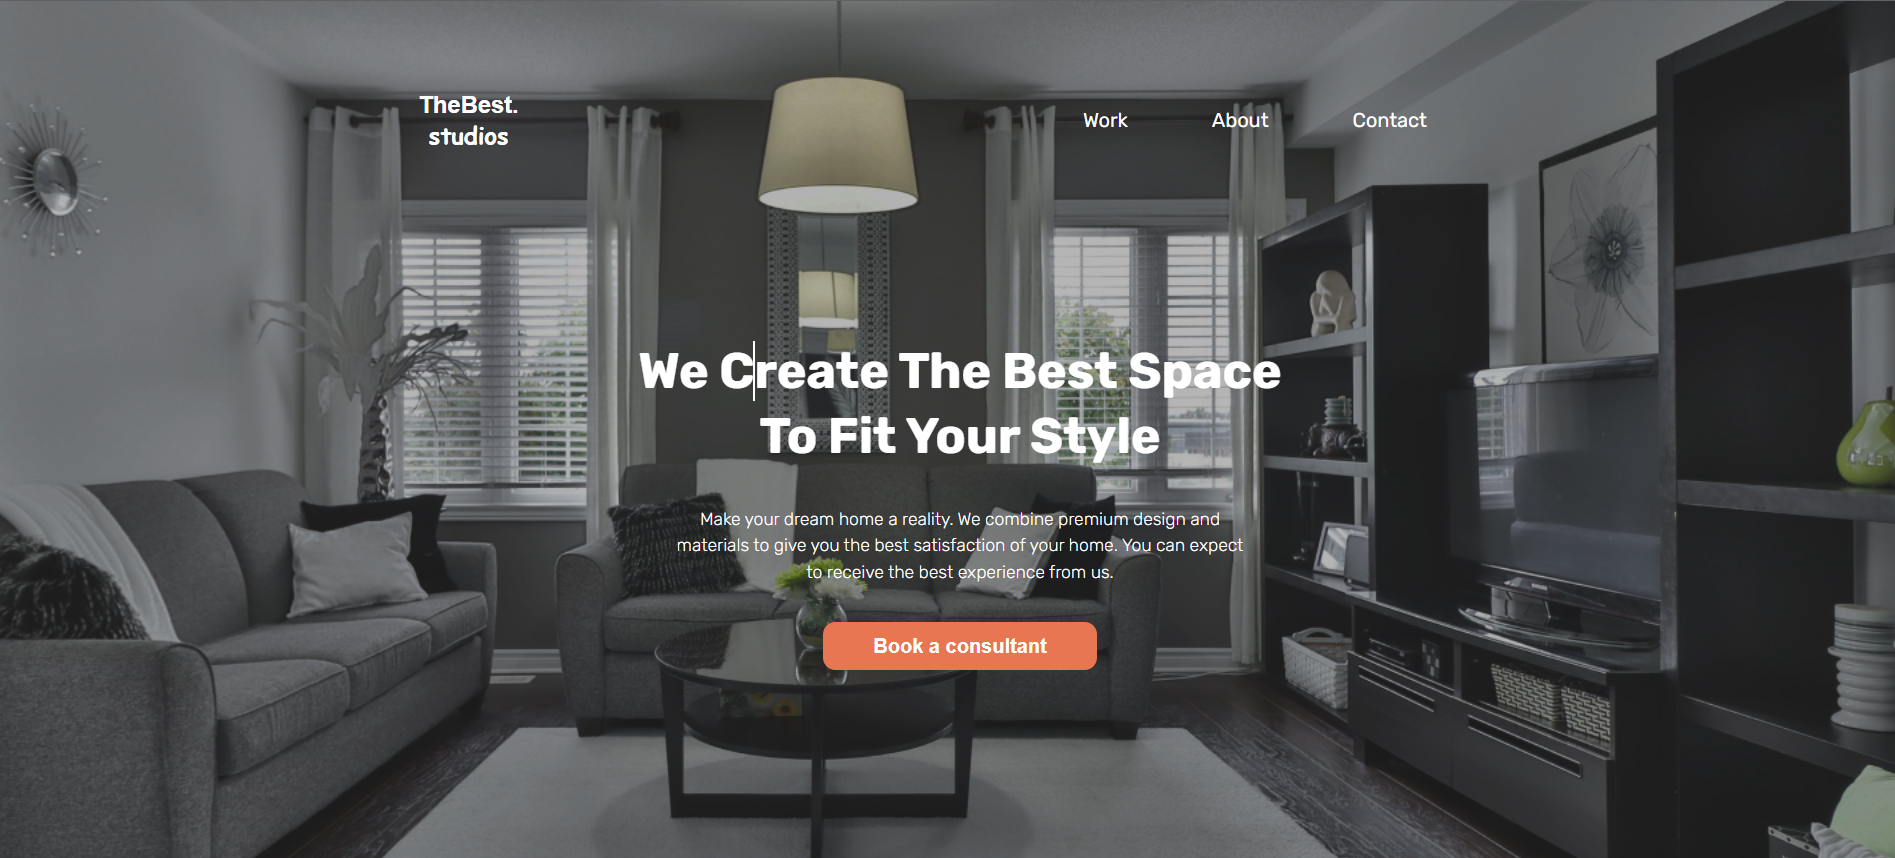 TheBest.
studios
Work
About
Contact
We Create The Best Space
To Fit Your Style
Make your dream home a reality. We combine premium design and
materials to give you the best satisfaction of your home. You can expect
to receive the best experience from us.
Book a consultant